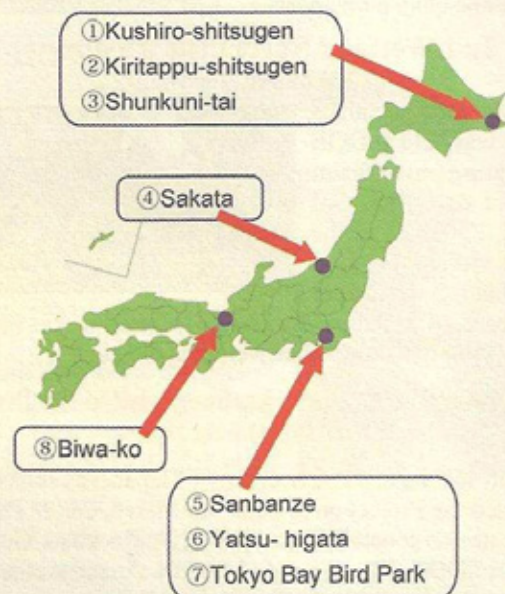 ①Kushiro-shitsugen
②Kiritappu-shitsugen
③Shunkuni-tai
④Sakata
⑧Biwa-ko
⑤Sanbanze
⑥Yatsu- higata
⑦Tokyo Bay Bird Park